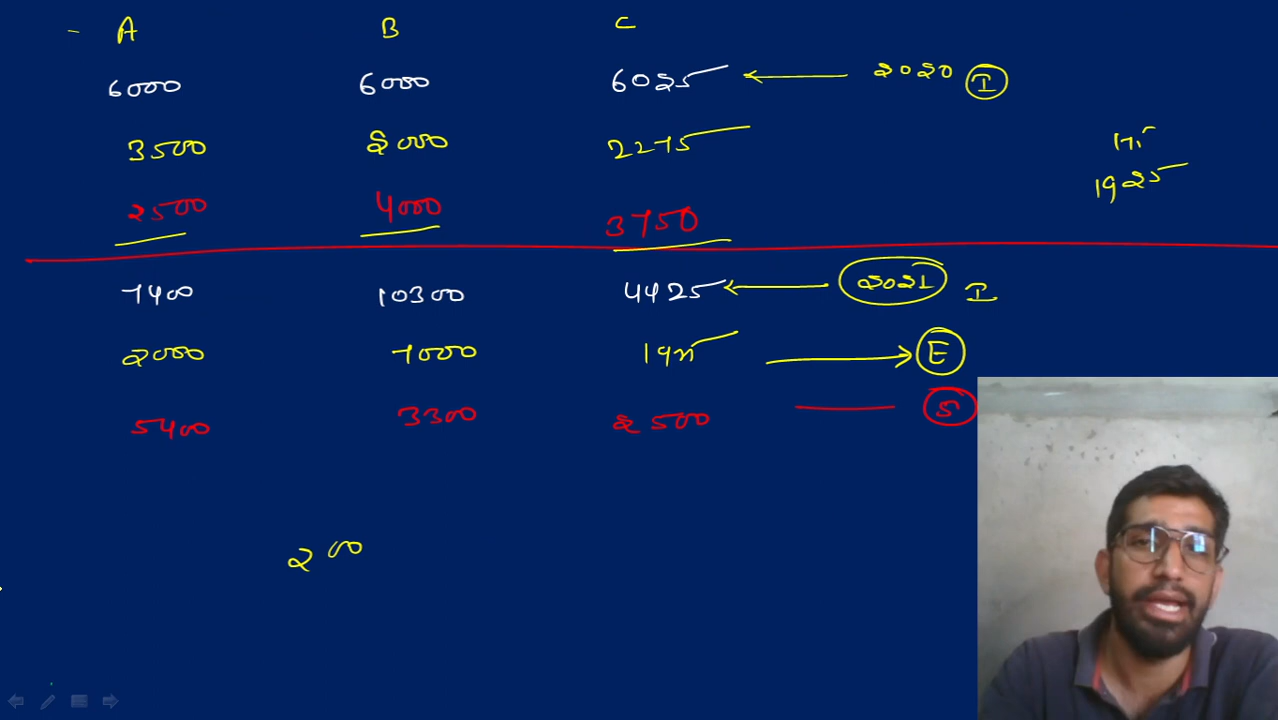 - A B C
6000 6000 6025 ← 2020 I
3500 2000 2275
1925
2500 4000 3750
7400 10300 4425 ← 2021 I
2000 7000 1925 → E
5400 3300 2500 — S
200